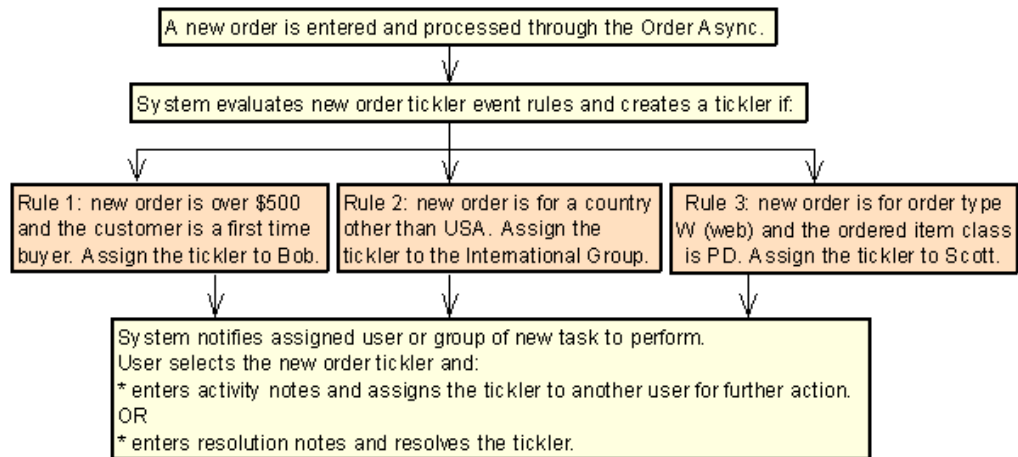 A new order is entered and processed through the Order Async.
System evaluates new order tickler event rules and creates a tickler if:
Rule 1: new order is over $500
and the customer is a first time
buyer. Assign the tickler to Bob.
Rule 2: new order is for a country
other than USA. Assign the
tickler to the International Group.
Rule 3: new order is for order type
W (web) and the ordered item class
is PD. Assign the tickler to Scott.
System notifies assigned user or group of new task to perform.
User selects the new order tickler and:
* enters activity notes and assigns the tickler to another user for further action.
OR
* enters resolution notes and resolves the tickler.